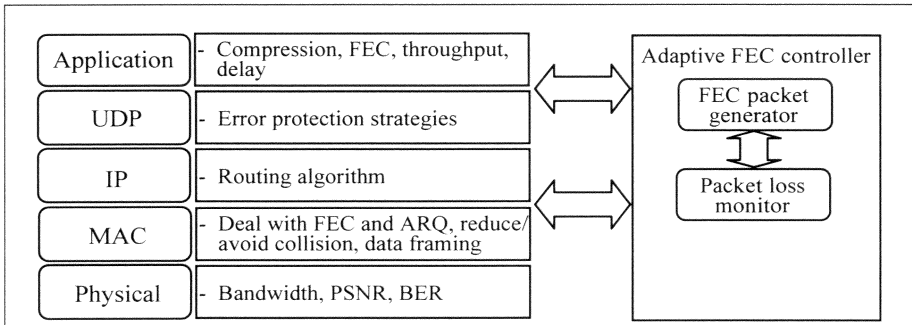 Application
- Compression, FEC, throughput,
delay
UDP
- Error protection strategies
IP
- Routing algorithm
MAC
- Deal with FEC and ARQ, reduce/
avoid collision, data framing
Physical
- Bandwidth, PSNR, BER
Adaptive FEC controller
FEC packet
generator
Packet loss
monitor